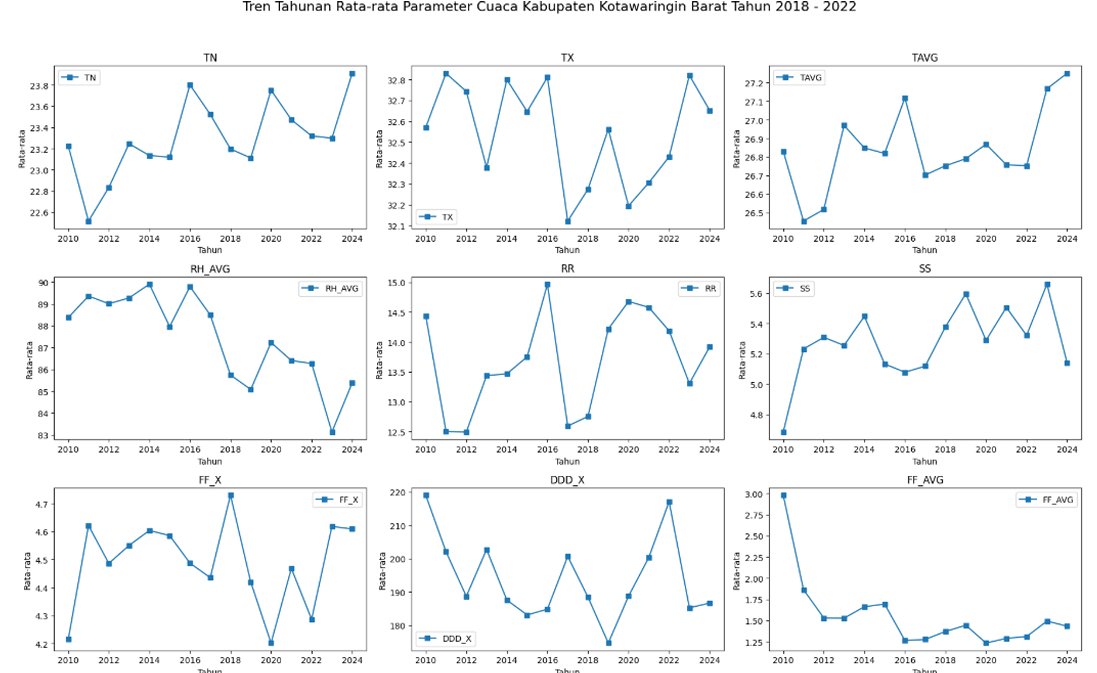 Tren Tahunan Rata-rata Parameter Cuaca Kabupaten Kotawaringin Barat Tahun 2018 - 2022
TN
TN
Rata-rata
23.8
23.6
23.4
23.2
23.0
22.8
22.6
2010 2012 2014 2016 2018 2020 2022 2024
Tahun
TX
TX
Rata-rata
32.8
32.7
32.6
32.5
32.4
32.3
32.2
32.1
2010 2012 2014 2016 2018 2020 2022 2024
Tahun
TAVG
TAVG
Rata-rata
27.2
27.1
27.0
26.9
26.8
26.7
26.6
26.5
2010 2012 2014 2016 2018 2020 2022 2024
Tahun
RH_AVG
RH_AVG
Rata-rata
90
89
88
87
86
85
84
83
2010 2012 2014 2016 2018 2020 2022 2024
Tahun
RR
RR
Rata-rata
15.0
14.5
14.0
13.5
13.0
12.5
2010 2012 2014 2016 2018 2020 2022 2024
Tahun
SS
SS
Rata-rata
5.6
5.4
5.2
5.0
4.8
2010 2012 2014 2016 2018 2020 2022 2024
Tahun
FF_X
FF_X
Rata-rata
4.7
4.6
4.5
4.4
4.3
4.2
2010 2012 2014 2016 2018 2020 2022 2024
Tahun
DDD_X
DDD_X
Rata-rata
220
210
200
190
180
2010 2012 2014 2016 2018 2020 2022 2024
Tahun
FF_AVG
FF_AVG
Rata-rata
3.00
2.75
2.50
2.25
2.00
1.75
1.50
1.25
2010 2012 2014 2016 2018 2020 2022 2024
Tahun